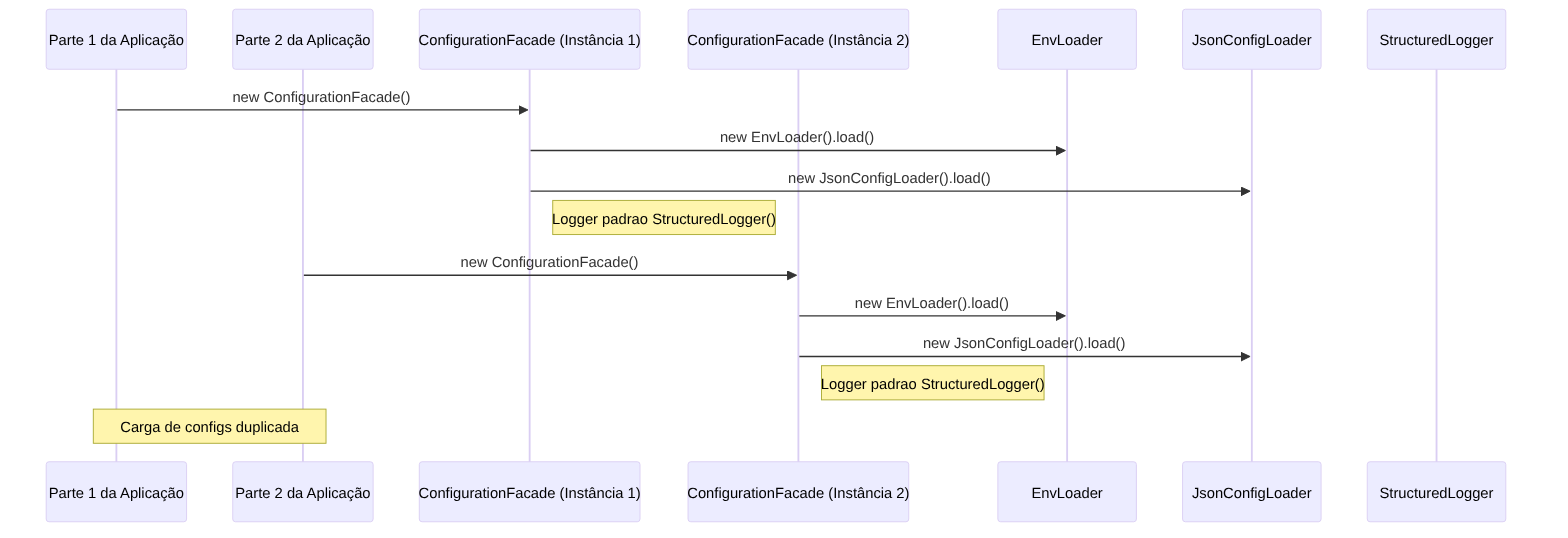 Parte 1 da Aplicação
Parte 2 da Aplicação
ConfigurationFacade (Instância 1)
ConfigurationFacade (Instância 2)
EnvLoader
JsonConfigLoader
StructuredLogger
new ConfigurationFacade()
new EnvLoader().load()
new JsonConfigLoader().load()
Logger padrao StructuredLogger()
new ConfigurationFacade()
new EnvLoader().load()
new JsonConfigLoader().load()
Logger padrao StructuredLogger()
Carga de configs duplicada
Parte 1 da Aplicação
Parte 2 da Aplicação
ConfigurationFacade (Instância 1)
ConfigurationFacade (Instância 2)
EnvLoader
JsonConfigLoader
StructuredLogger